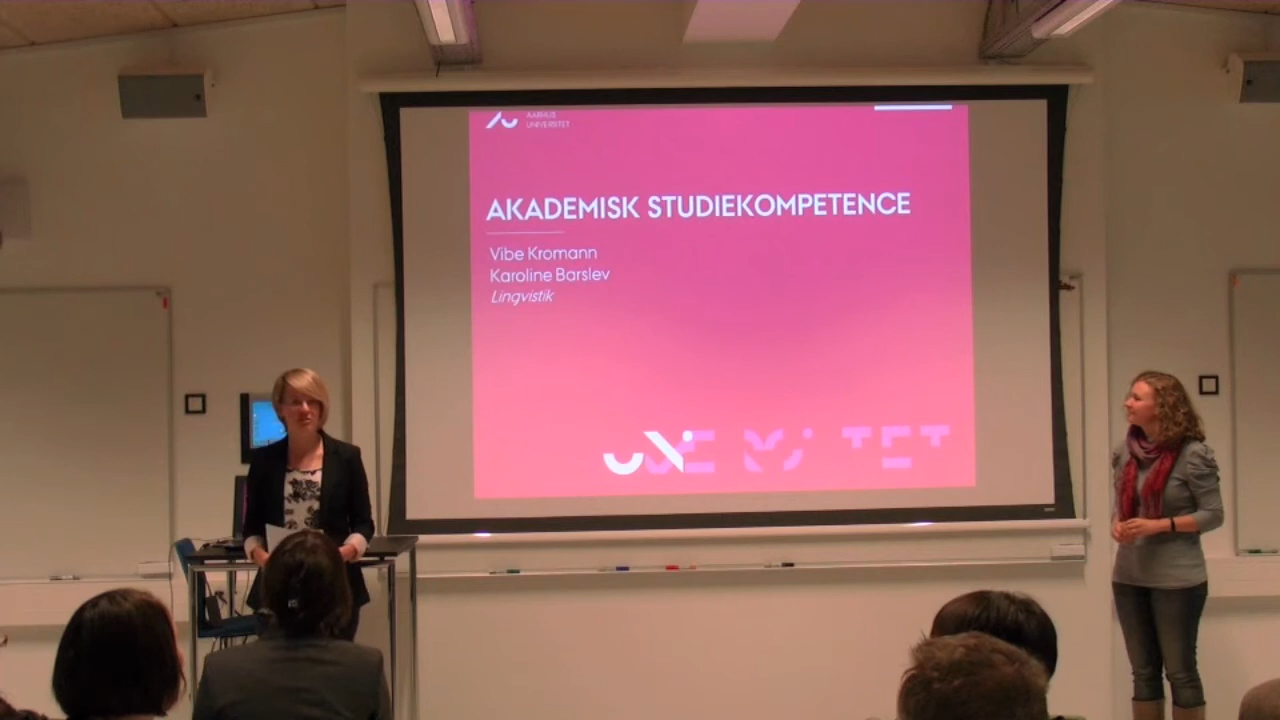 AARHUS
UNIVERSITET
AKADEMISK STUDIEKOMPETENCE
Vibe Kromann
Karoline Barslev
Lingvistik